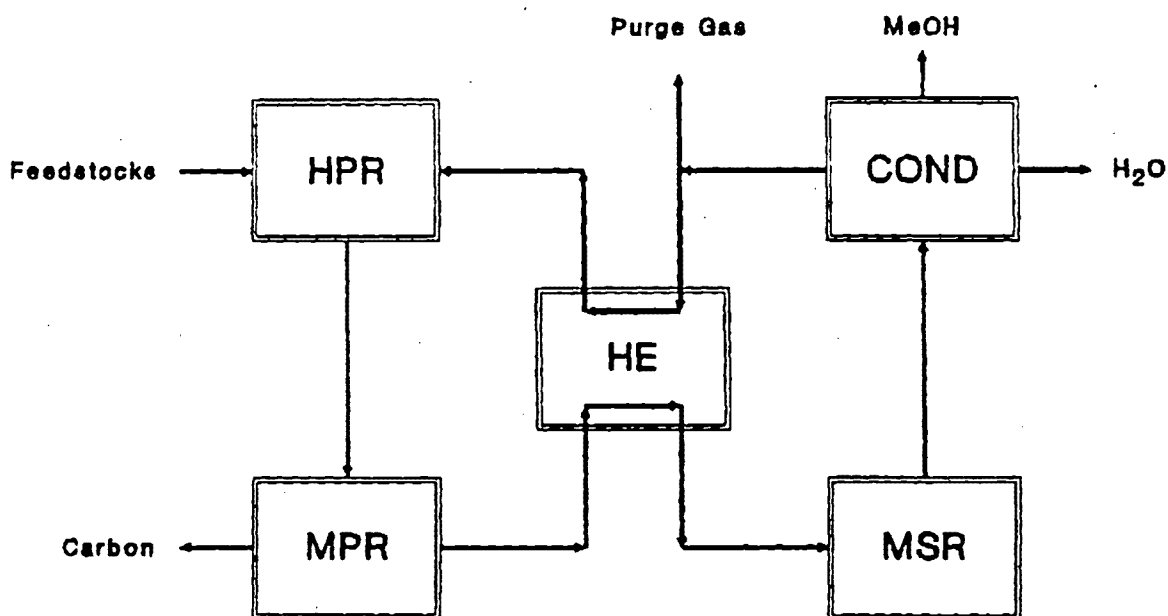 Purge Gas
MeOH
Feedstocks
HPR
COND
H₂O
HE
Carbon
MPR
MSR